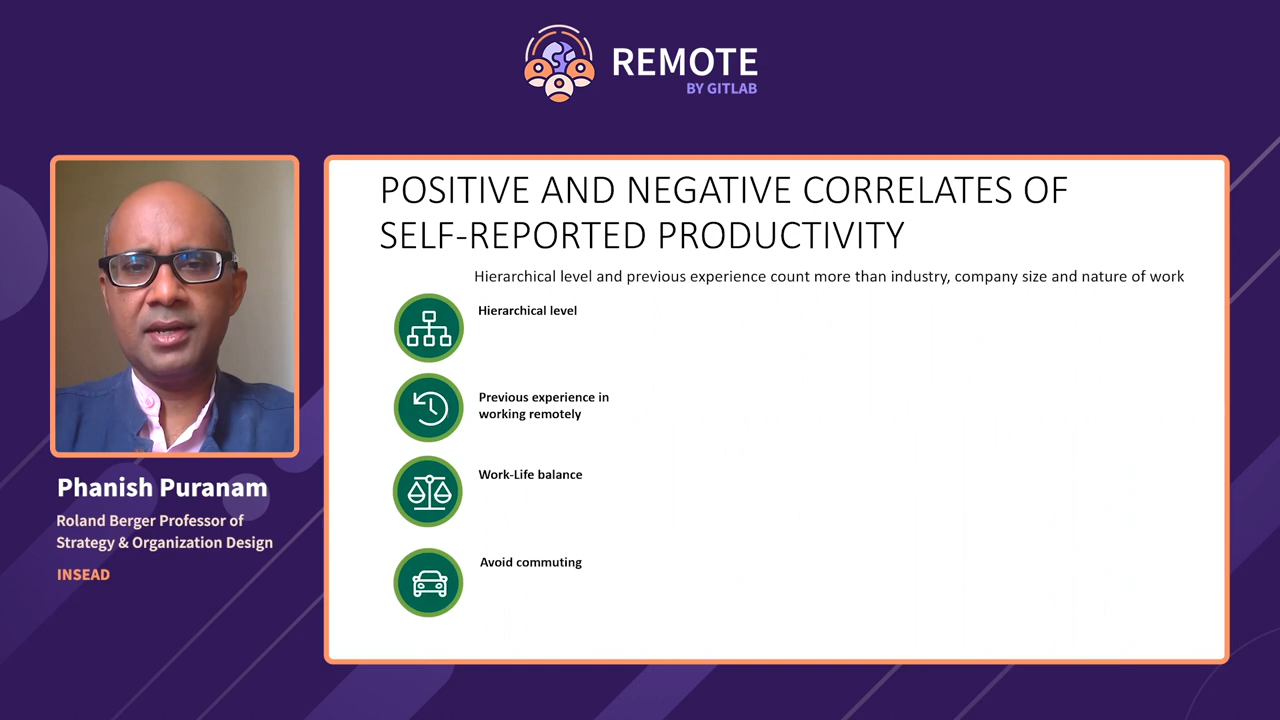 REMOTE
BY GITLAB
POSITIVE AND NEGATIVE CORRELATES OF
SELF-REPORTED PRODUCTIVITY
Hierarchical level and previous experience count more than industry, company size and nature of work
Hierarchical level
Previous experience in
working remotely
Work-Life balance
Avoid commuting
Phanish Puranam
Roland Berger Professor of
Strategy & Organization Design
INSEAD